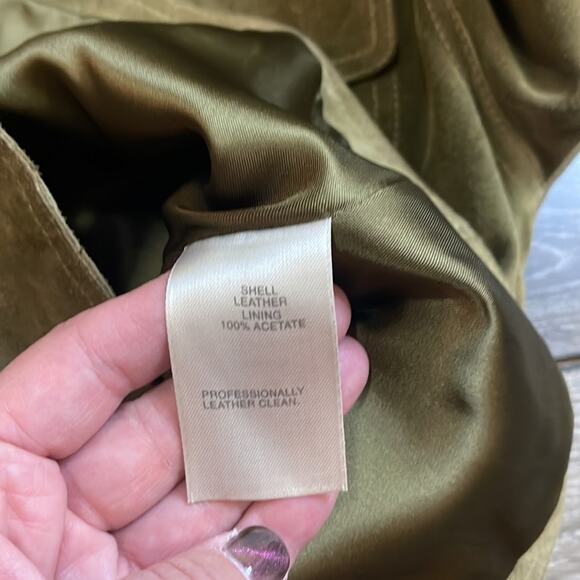 SHELL
LEATHER
LINING
100% ACETATE
PROFESSIONALLY
LEATHER CLEAN.